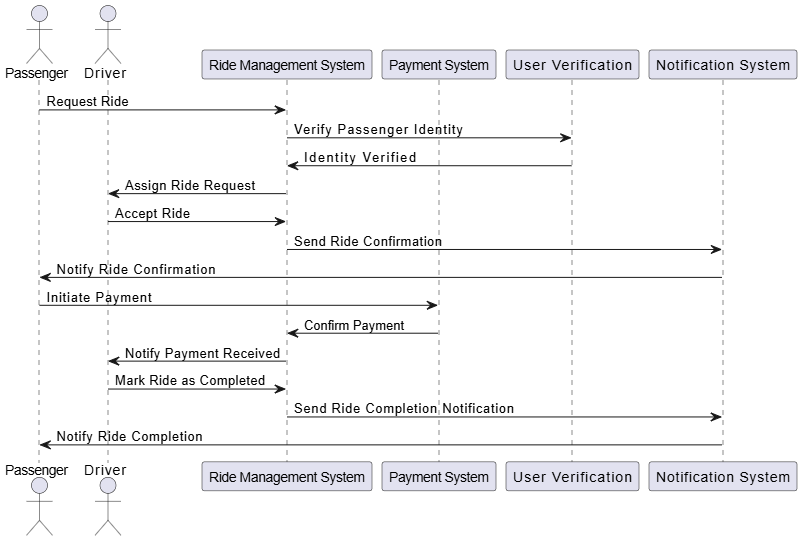 Passenger
Driver
Ride Management System
Payment System
User Verification
Notification System
Request Ride
Verify Passenger Identity
Identity Verified
Assign Ride Request
Accept Ride
Send Ride Confirmation
Notify Ride Confirmation
Initiate Payment
Confirm Payment
Notify Payment Received
Mark Ride as Completed
Send Ride Completion Notification
Notify Ride Completion
Passenger
Driver
Ride Management System
Payment System
User Verification
Notification System